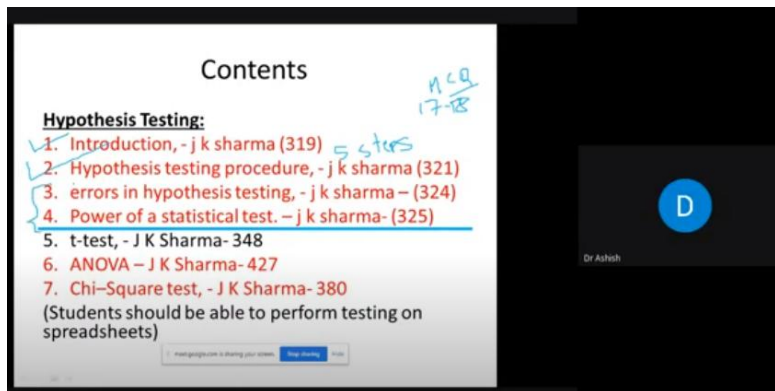 Contents
MCQ
17-18
Hypothesis Testing:
1. Introduction, - j k sharma (319)
5 steps
2. Hypothesis testing procedure, - j k sharma (321)
3. errors in hypothesis testing, - j k sharma – (324)
4. Power of a statistical test. – j k sharma- (325)
5. t-test, - J K Sharma- 348
6. ANOVA – J K Sharma- 427
7. Chi–Square test, - J K Sharma- 380
(Students should be able to perform testing on
spreadsheets)
meet.google.com is sharing your screen. Stop sharing Hide
D
Dr Ashish